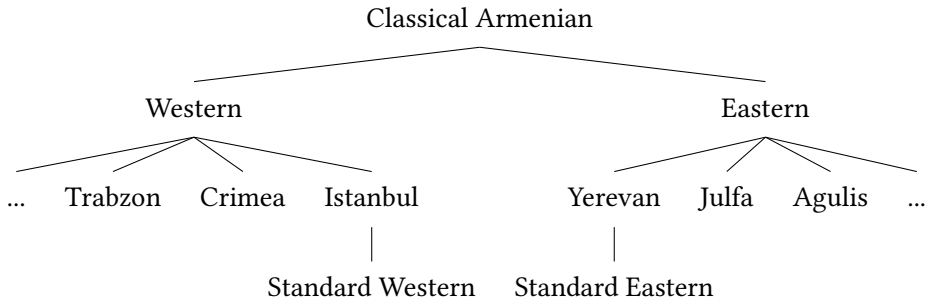 Classical Armenian
Western Eastern
... Trabzon Crimea Istanbul Yerevan Julfa Agulis ...
Standard Western Standard Eastern